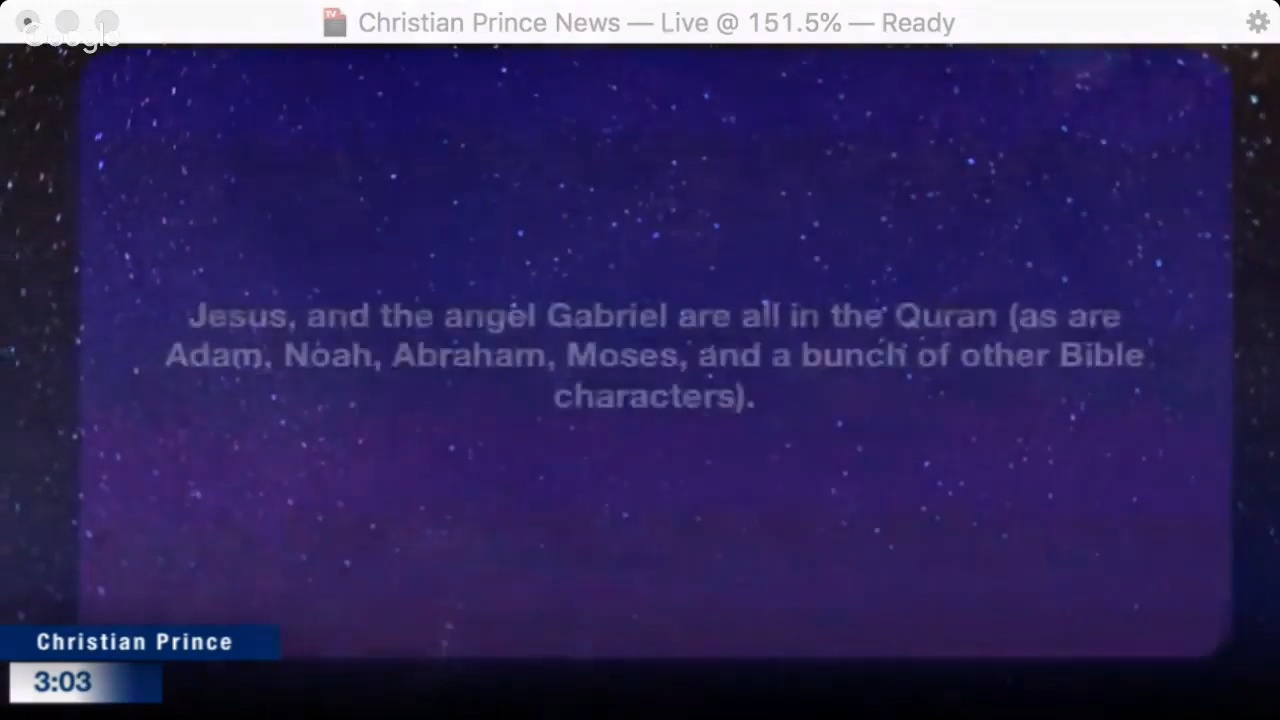 Christian Prince News — Live @ 151.5% — Ready
Google
Jesus, and the angel Gabriel are all in the Quran (as are
Adam, Noah, Abraham, Moses, and a bunch of other Bible
characters).
Christian Prince
3:03